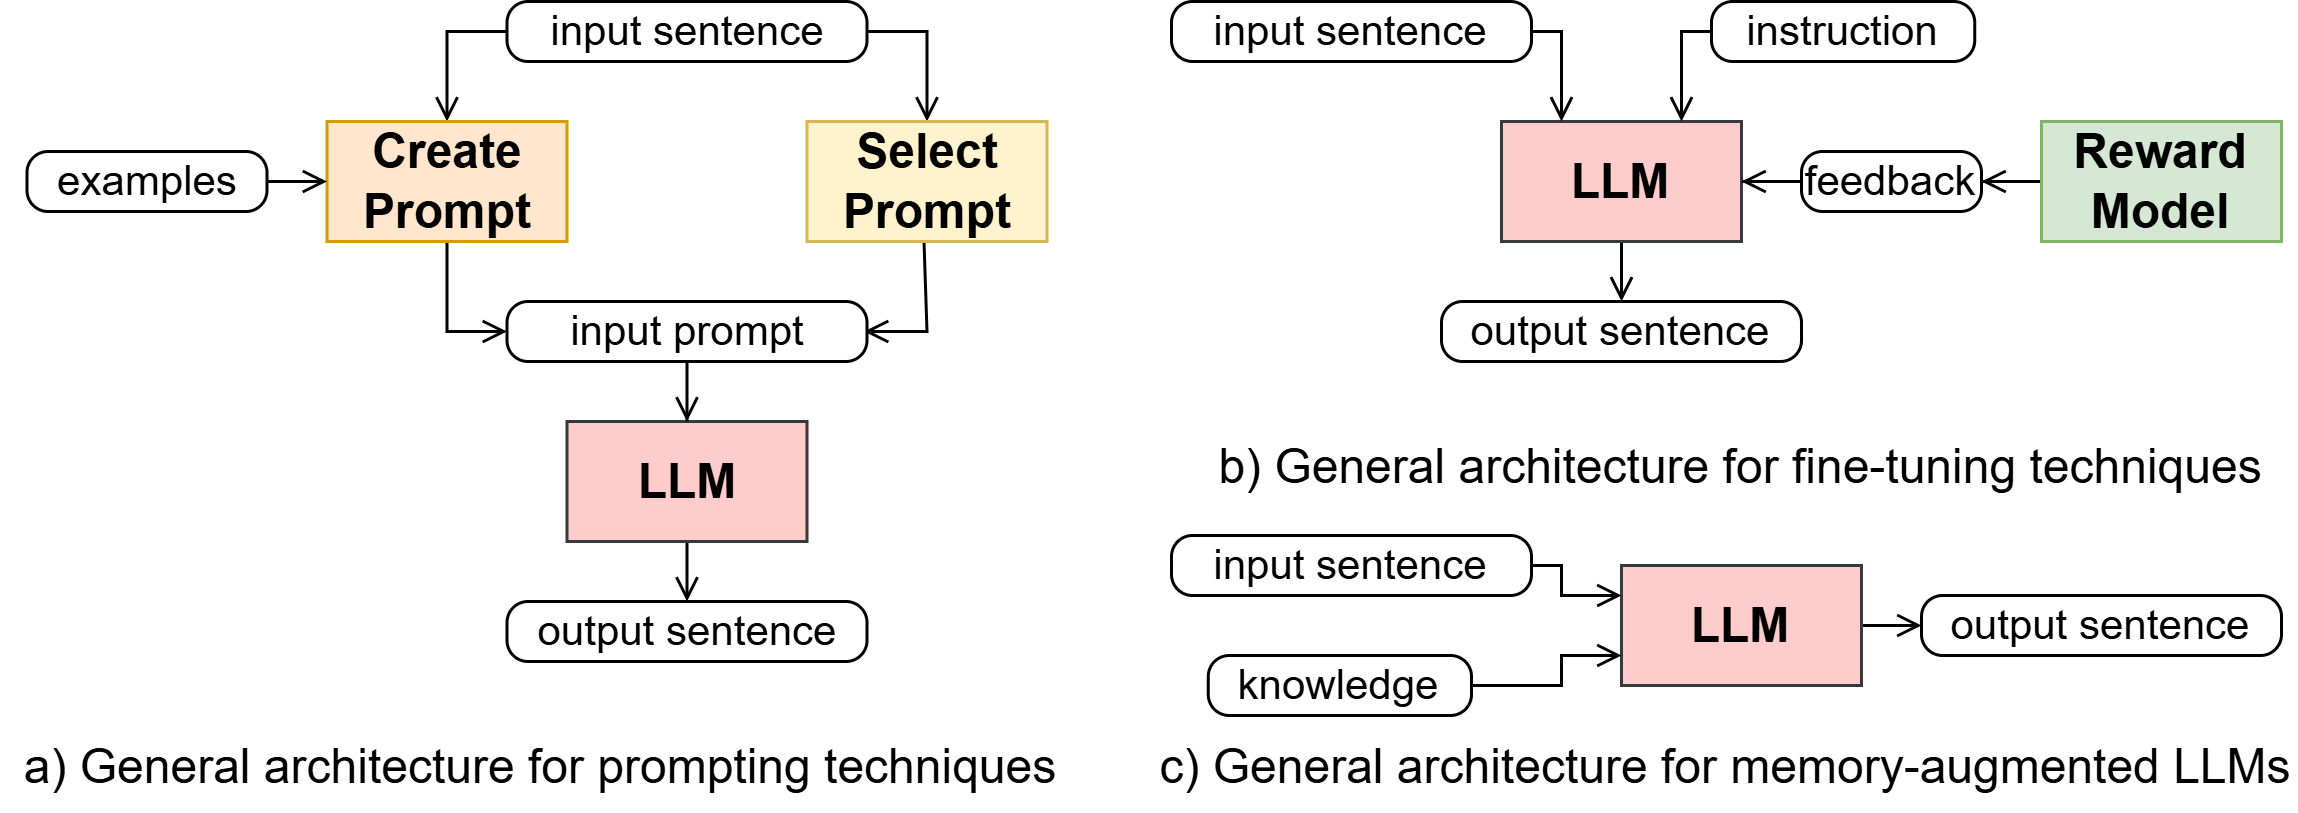 input sentence
examples
Create
Prompt
Select
Prompt
input prompt
LLM
output sentence
a) General architecture for prompting techniques
input sentence
instruction
LLM
feedback
Reward
Model
output sentence
b) General architecture for fine-tuning techniques
input sentence
knowledge
LLM
output sentence
c) General architecture for memory-augmented LLMs